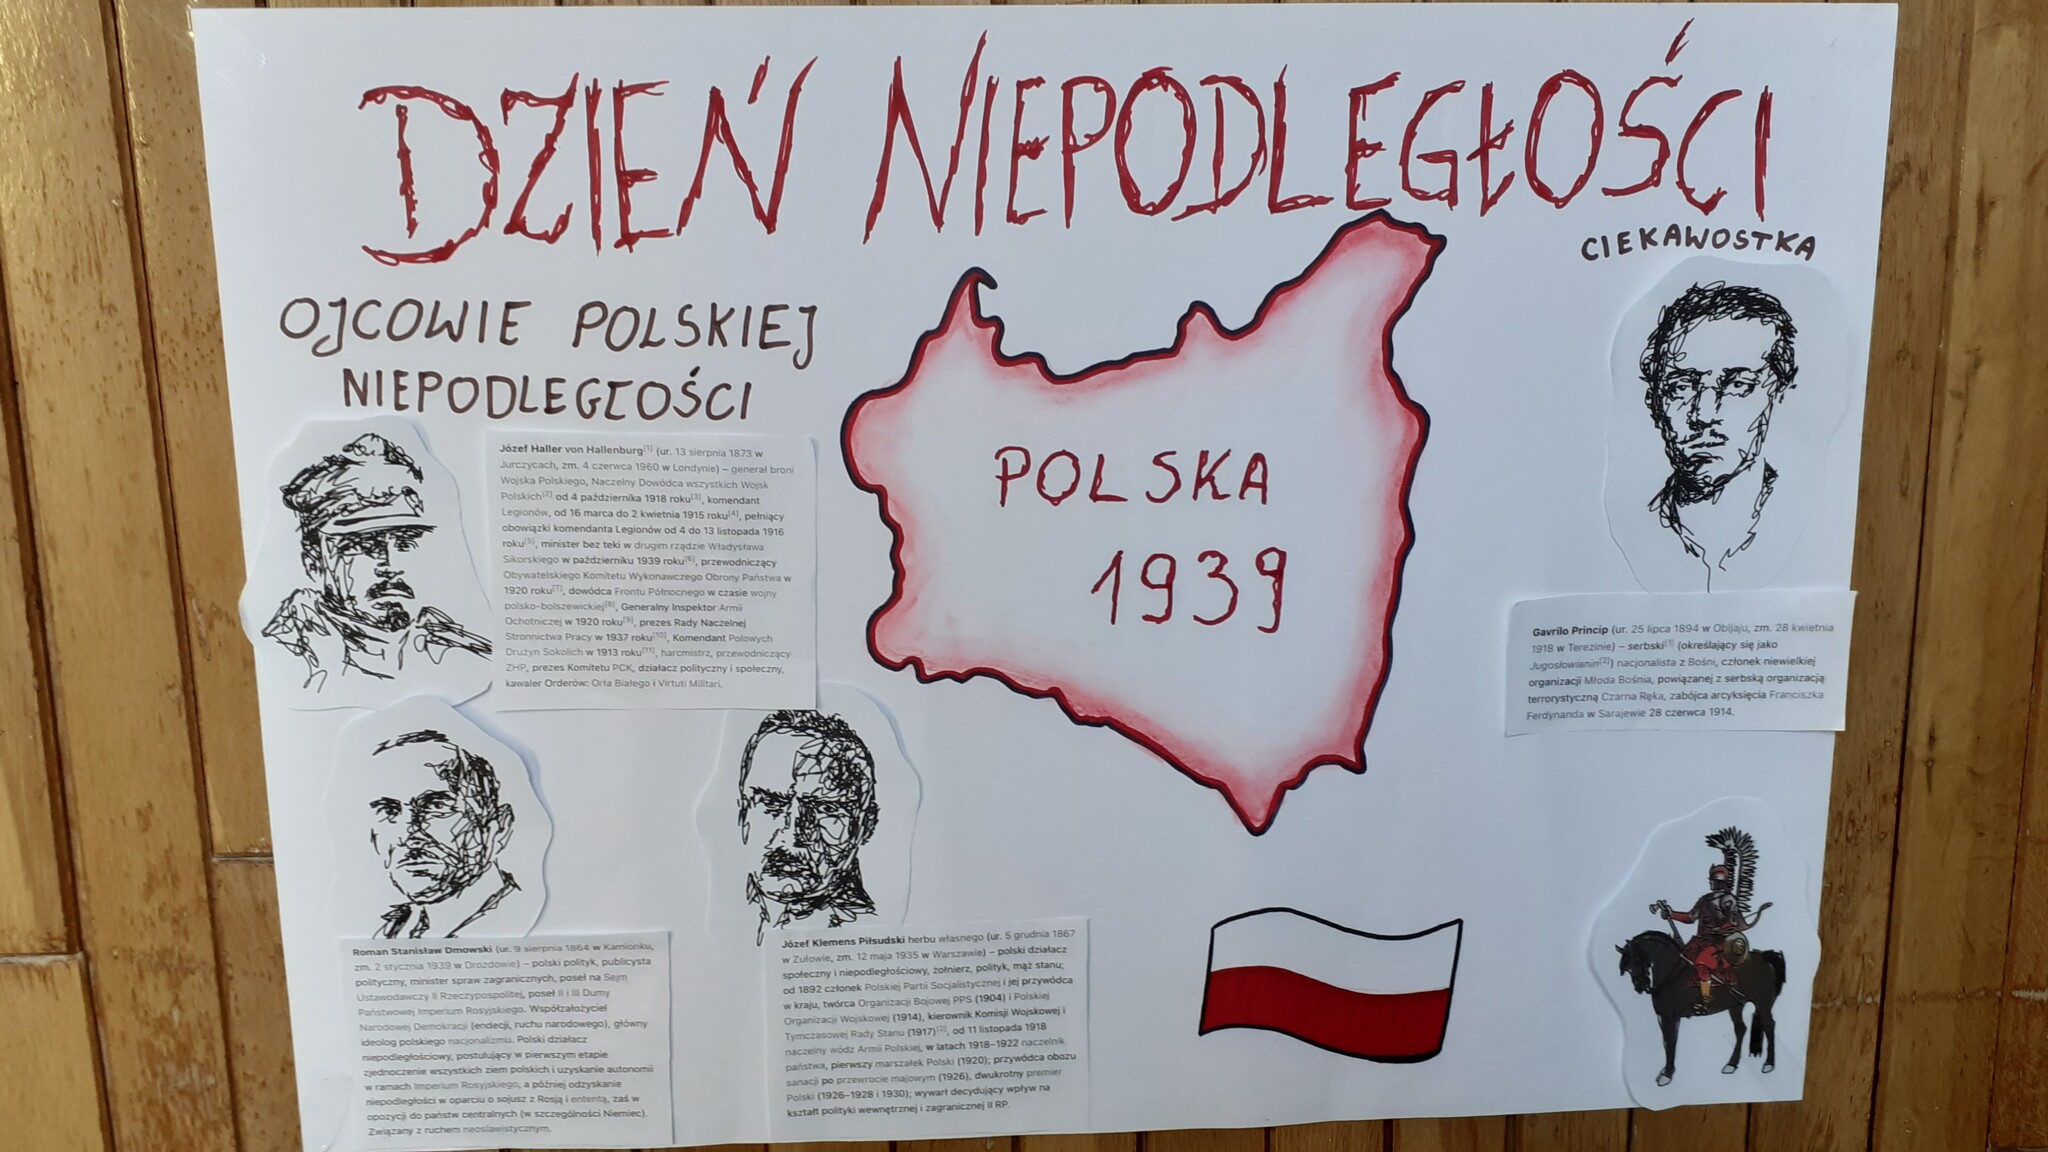 DZIEŃ NIEPODLEGŁOŚCI
OJCOWIE POLSKIEJ
NIEPODLEGŁOŚCI
Józef Haller von Hallenburg[1] (ur. 13 sierpnia 1873 w
Jurczycach, zm. 4 czerwca 1960 w Londynie) – generał broni
Wojska Polskiego, Naczelny Dowódca wszystkich Wojsk
Polskich[2] od 4 października 1918 roku[3], komendant
Legionów, od 16 marca do 2 kwietnia 1915 roku[4], pełniący
obowiązki komendanta Legionów od 4 do 13 listopada 1916
roku[5], minister bez teki w drugim rządzie Władysława
Sikorskiego w październiku 1939 roku[6], przewodniczący
Obywatelskiego Komitetu Wykonawczego Obrony Państwa w
1920 roku[7], dowódca Frontu Północnego w czasie wojny
polsko-bolszewickiej[8], Generalny Inspektor Armii
Ochotniczej w 1920 roku[9], prezes Rady Naczelnej
Stronnictwa Pracy w 1937 roku[10], Komendant Polowych
Drużyn Sokolich w 1913 roku[11], harcmistrz, przewodniczący
ZHP, prezes Komitetu PCK, działacz polityczny i społeczny,
kawaler Orderów: Orła Białego i Virtuti Militari.
Roman Stanisław Dmowski (ur. 9 sierpnia 1864 w Kamionku,
zm. 2 stycznia 1939 w Drozdowie) – polski polityk, publicysta
polityczny, minister spraw zagranicznych, poseł na Sejm
Ustawodawczy II Rzeczypospolitej, poseł II i III Dumy
Państwowej Imperium Rosyjskiego. Współzałożyciel
Narodowej Demokracji (endecji, ruchu narodowego), główny
ideolog polskiego nacjonalizmu. Polski działacz
niepodległościowy, postulujący w pierwszym etapie
zjednoczenie wszystkich ziem polskich i uzyskanie autonomii
w ramach Imperium Rosyjskiego, a później odzyskanie
niepodległości w oparciu o sojusz z Rosją i ententą, zaś w
opozycji do państw centralnych (w szczególności Niemiec).
Związany z ruchem neoslawistycznym.
Józef Klemens Piłsudski herbu własnego (ur. 5 grudnia 1867
w Zułowie, zm. 12 maja 1935 w Warszawie) – polski działacz
społeczny i niepodległościowy, żołnierz, polityk, mąż stanu;
od 1892 członek Polskiej Partii Socjalistycznej i jej przywódca
w kraju, twórca Organizacji Bojowej PPS (1904) i Polskiej
Organizacji Wojskowej (1914), kierownik Komisji Wojskowej i
Tymczasowej Rady Stanu (1917)[2], od 11 listopada 1918
naczelny wódz Armii Polskiej, w latach 1918–1922 naczelnik
państwa, pierwszy marszałek Polski (1920); przywódca obozu
sanacji po przewrocie majowym (1926), dwukrotny premier
Polski (1926–1928 i 1930); wywarł decydujący wpływ na
kształt polityki wewnętrznej i zagranicznej II RP.
POLSKA
1939
CIEKAWOSTKA
Gavrilo Princip (ur. 25 lipca 1894 w Obljaju, zm. 28 kwietnia
1918 w Terezinie) – serbski[1] (określający się jako
Jugosłowianin[2]) nacjonalista z Bośni, członek niewielkiej
organizacji Młoda Bośnia, powiązanej z serbską organizacją
terrorystyczną Czarna Ręka, zabójca arcyksięcia Franciszka
Ferdynanda w Sarajewie 28 czerwca 1914.